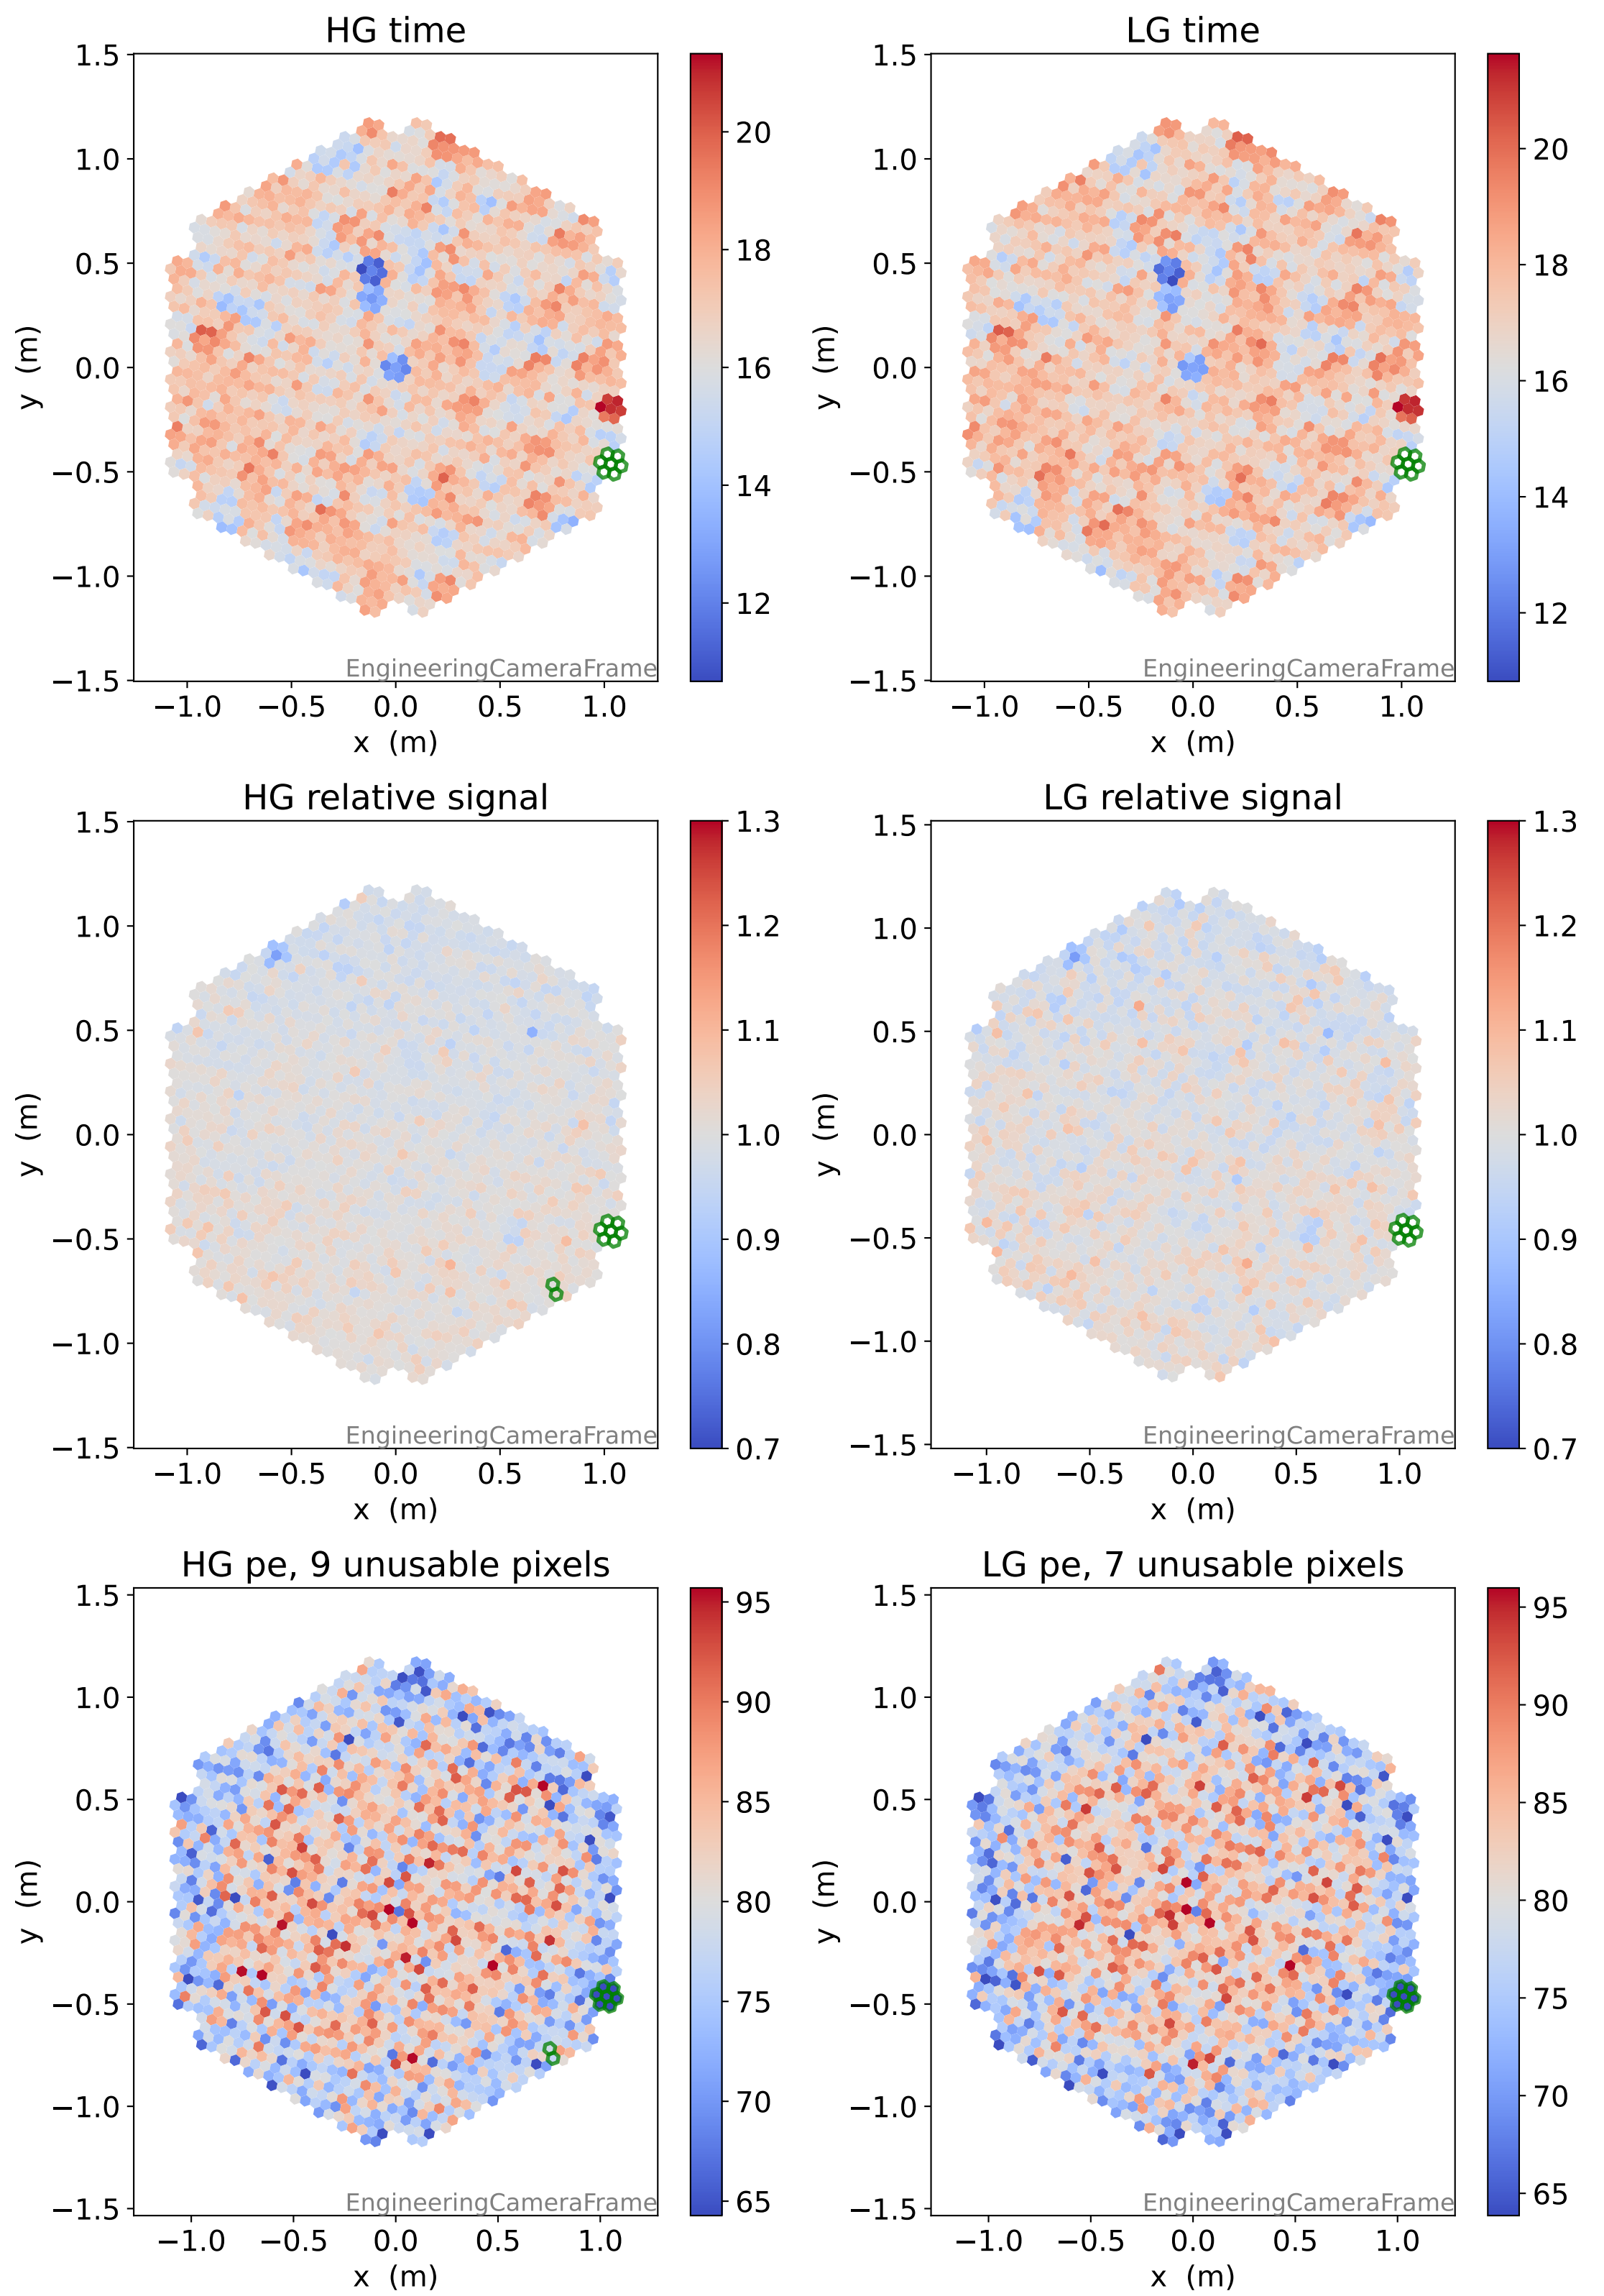 HG time
1.5
1.0
0.5
0.0
−0.5
−1.0
−1.5
y (m)
−1.0 −0.5 0.0 0.5 1.0
x (m)
EngineeringCameraFrame
20
18
16
14
12
LG time
1.5
1.0
0.5
0.0
−0.5
−1.0
−1.5
y (m)
−1.0 −0.5 0.0 0.5 1.0
x (m)
EngineeringCameraFrame
20
18
16
14
12
HG relative signal
1.5
1.0
0.5
0.0
−0.5
−1.0
−1.5
y (m)
−1.0 −0.5 0.0 0.5 1.0
x (m)
EngineeringCameraFrame
1.3
1.2
1.1
1.0
0.9
0.8
0.7
LG relative signal
1.5
1.0
0.5
0.0
−0.5
−1.0
−1.5
y (m)
−1.0 −0.5 0.0 0.5 1.0
x (m)
EngineeringCameraFrame
1.3
1.2
1.1
1.0
0.9
0.8
0.7
HG pe, 9 unusable pixels
1.5
1.0
0.5
0.0
−0.5
−1.0
−1.5
y (m)
−1.0 −0.5 0.0 0.5 1.0
x (m)
EngineeringCameraFrame
95
90
85
80
75
70
65
LG pe, 7 unusable pixels
1.5
1.0
0.5
0.0
−0.5
−1.0
−1.5
y (m)
−1.0 −0.5 0.0 0.5 1.0
x (m)
EngineeringCameraFrame
95
90
85
80
75
70
65